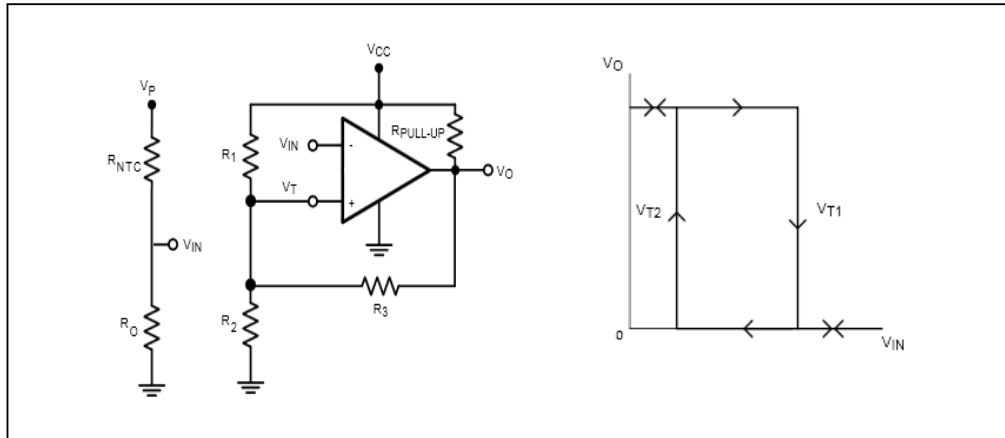 VP
RNTC
VIN
RO
VCC
R1
VIN
-
VT
+
RPULL-UP
VO
R2
R3
VO
VT2
VT1
0
VIN